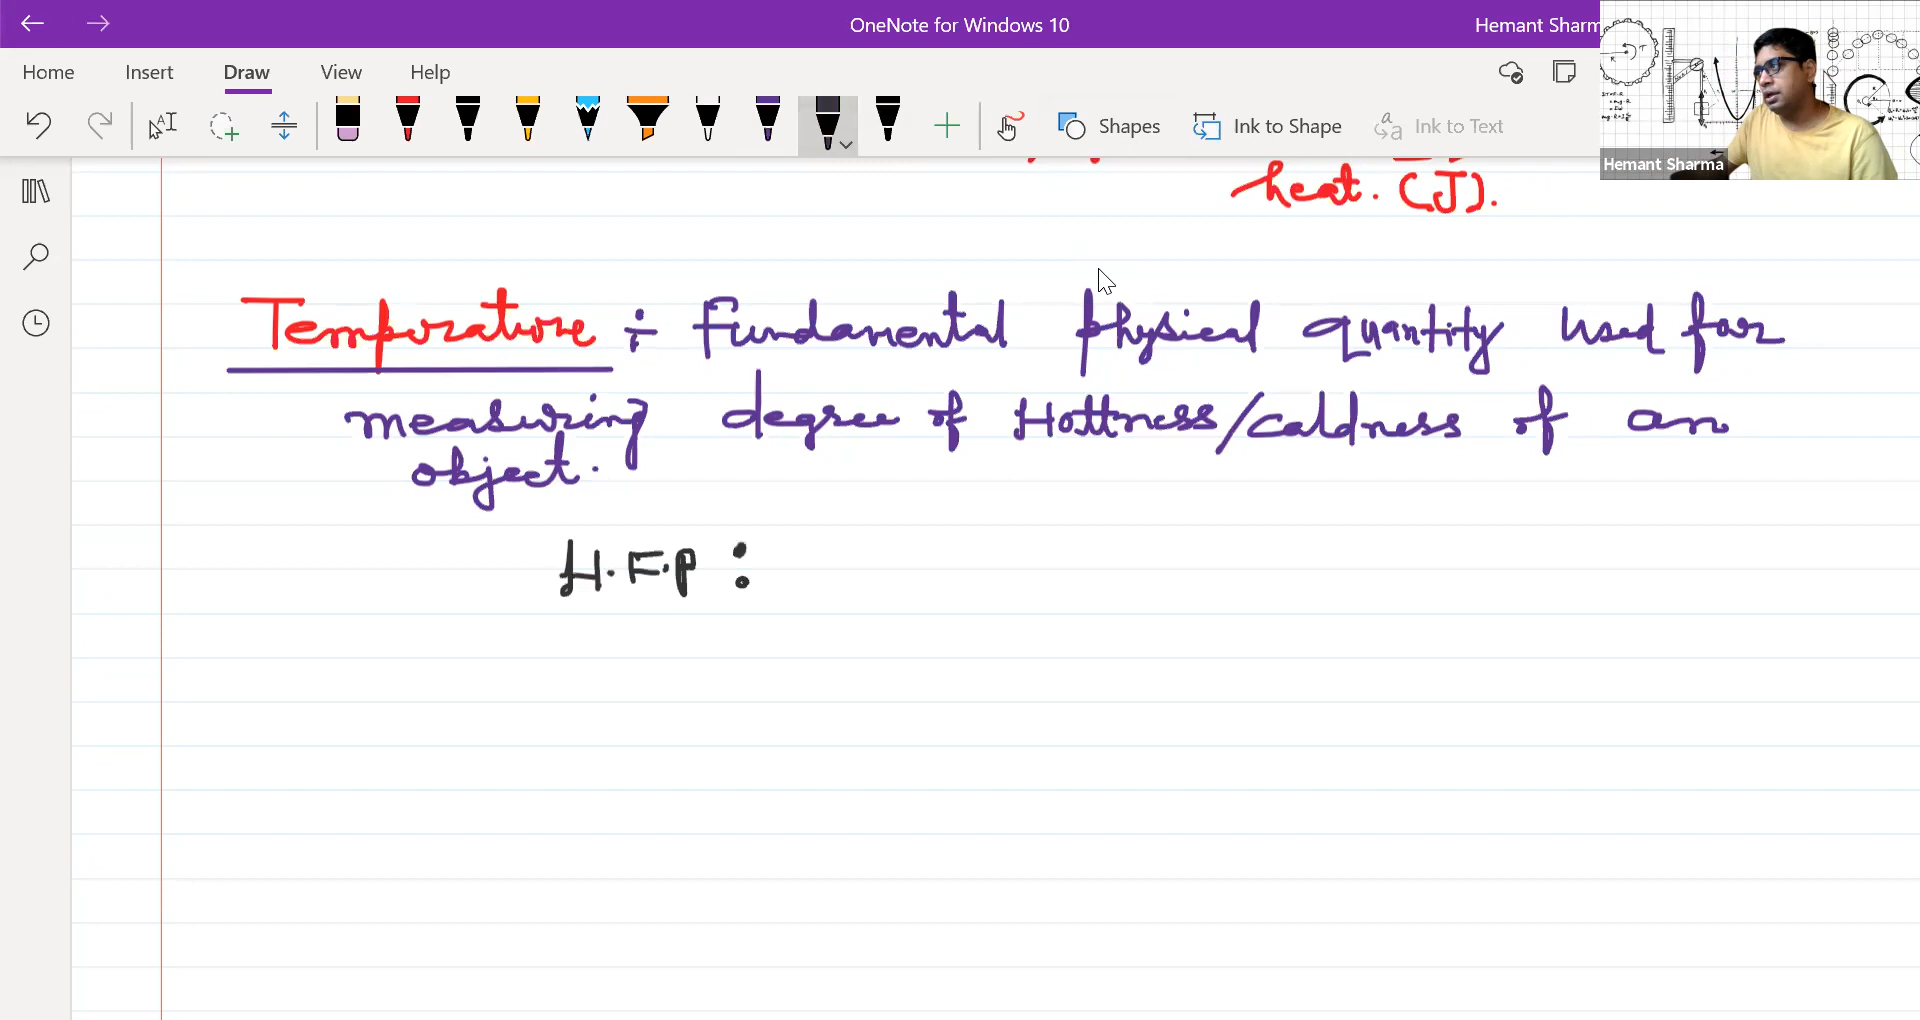 OneNote for Windows 10
Hemant Sharm
Home Insert Draw View Help
Shapes Ink to Shape Ink to Text
Hemant Sharma
heat. (J).
Temperature ÷ Fundamental physical quantity used for
measuring degree of Hottness/coldness of an
object.
H.F.P :